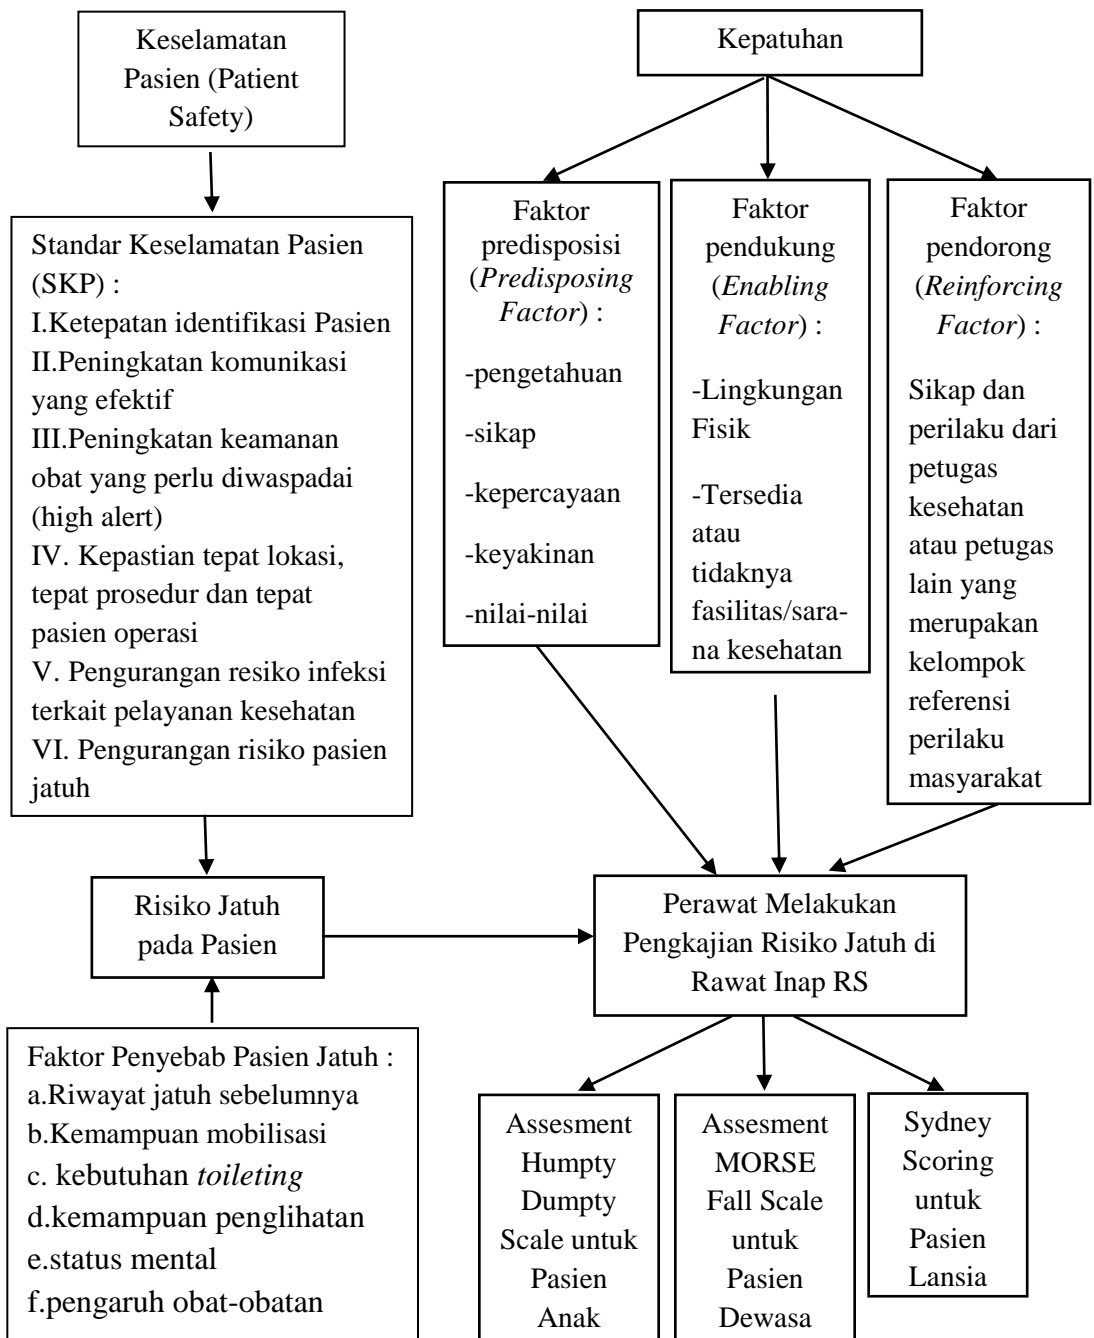 Keselamatan
Pasien (Patient
Safety)
Kepatuhan
Standar Keselamatan Pasien
(SKP) :
I.Ketepatan identifikasi Pasien
II.Peningkatan komunikasi
yang efektif
III.Peningkatan keamanan
obat yang perlu diwaspadai
(high alert)
IV. Kepastian tepat lokasi,
tepat prosedur dan tepat
pasien operasi
V. Pengurangan resiko infeksi
terkait pelayanan kesehatan
VI. Pengurangan risiko pasien
jatuh
Faktor
predisposisi
(Predisposing
Factor) :
-pengetahuan
-sikap
-kepercayaan
-keyakinan
-nilai-nilai
Faktor
pendukung
(Enabling
Factor) :
-Lingkungan
Fisik
-Tersedia
atau
tidaknya
fasilitas/sara-
na kesehatan
Faktor
pendorong
(Reinforcing
Factor) :
Sikap dan
perilaku dari
petugas
kesehatan
atau petugas
lain yang
merupakan
kelompok
referensi
perilaku
masyarakat
Risiko Jatuh
pada Pasien
Perawat Melakukan
Pengkajian Risiko Jatuh di
Rawat Inap RS
Faktor Penyebab Pasien Jatuh :
a.Riwayat jatuh sebelumnya
b.Kemampuan mobilisasi
c. kebutuhan toileting
d.kemampuan penglihatan
e.status mental
f.pengaruh obat-obatan
Assesment
Humpty
Dumpty
Scale untuk
Pasien
Anak
Assesment
MORSE
Fall Scale
untuk
Pasien
Dewasa
Sydney
Scoring
untuk
Pasien
Lansia